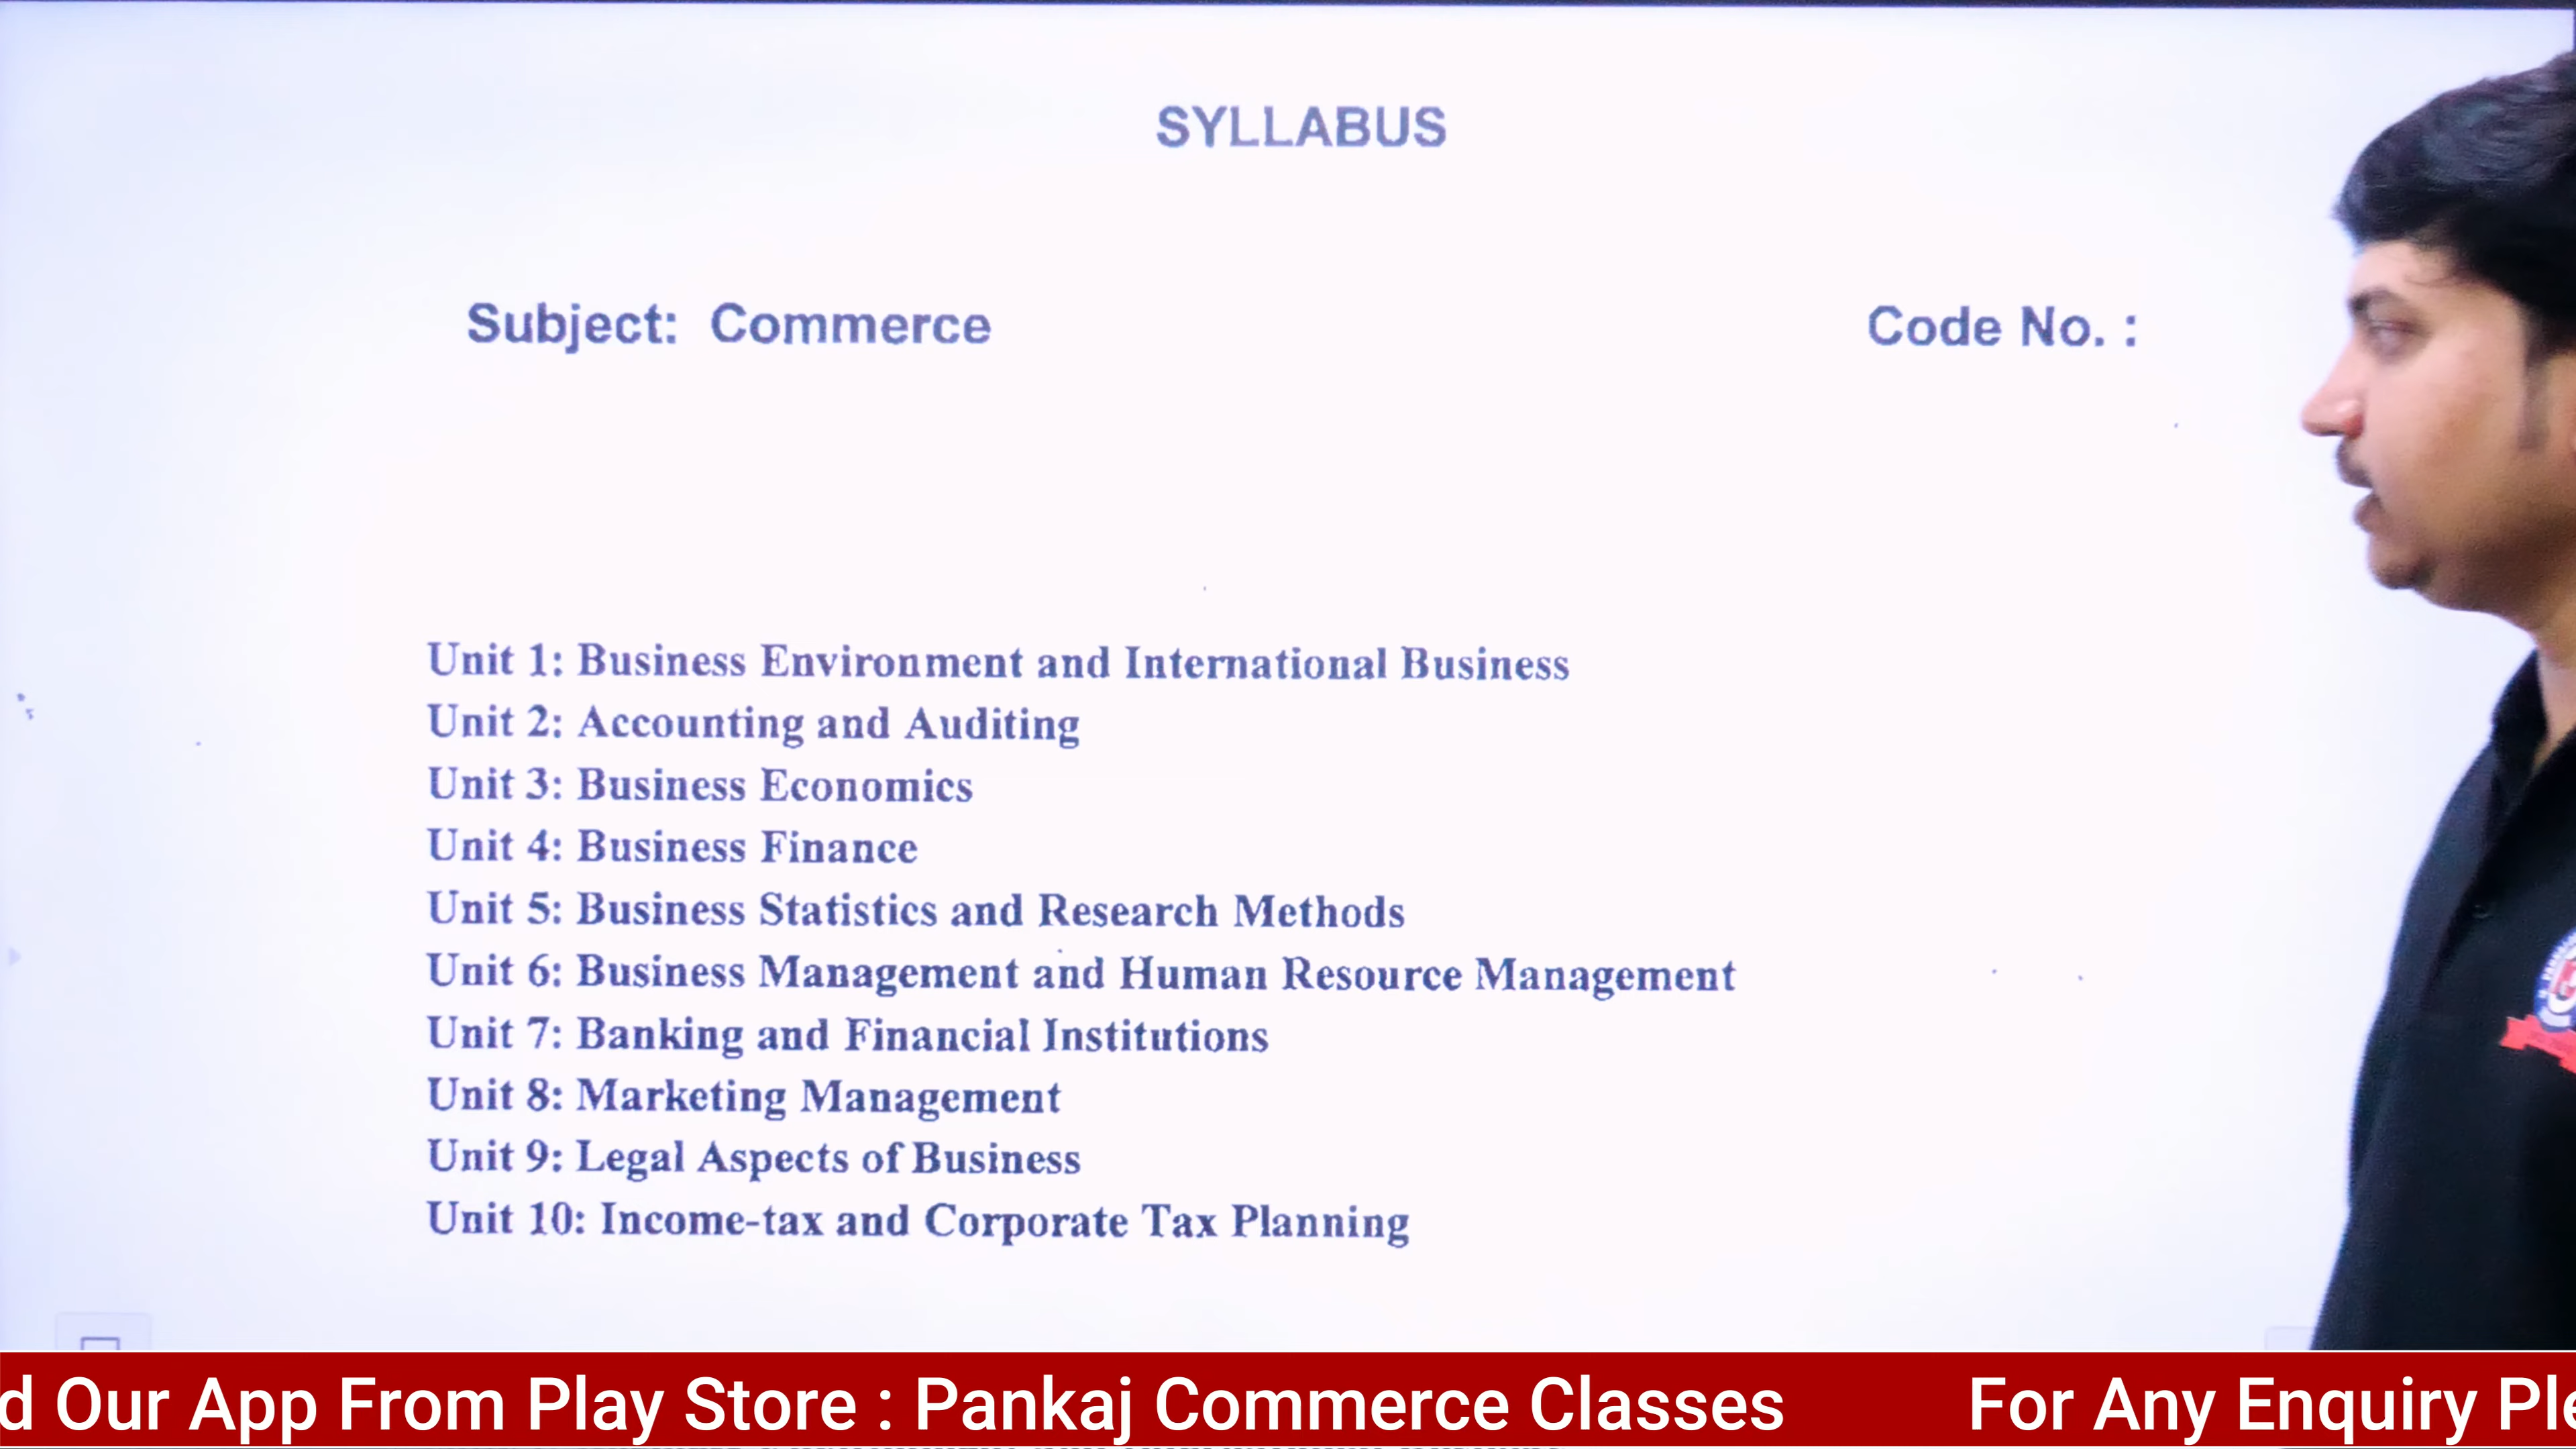 SYLLABUS
Subject: Commerce
Code No. :
Unit 1: Business Environment and International Business
Unit 2: Accounting and Auditing
Unit 3: Business Economics
Unit 4: Business Finance
Unit 5: Business Statistics and Research Methods
Unit 6: Business Management and Human Resource Management
Unit 7: Banking and Financial Institutions
Unit 8: Marketing Management
Unit 9: Legal Aspects of Business
Unit 10: Income-tax and Corporate Tax Planning
d Our App From Play Store : Pankaj Commerce Classes
For Any Enquiry Ple